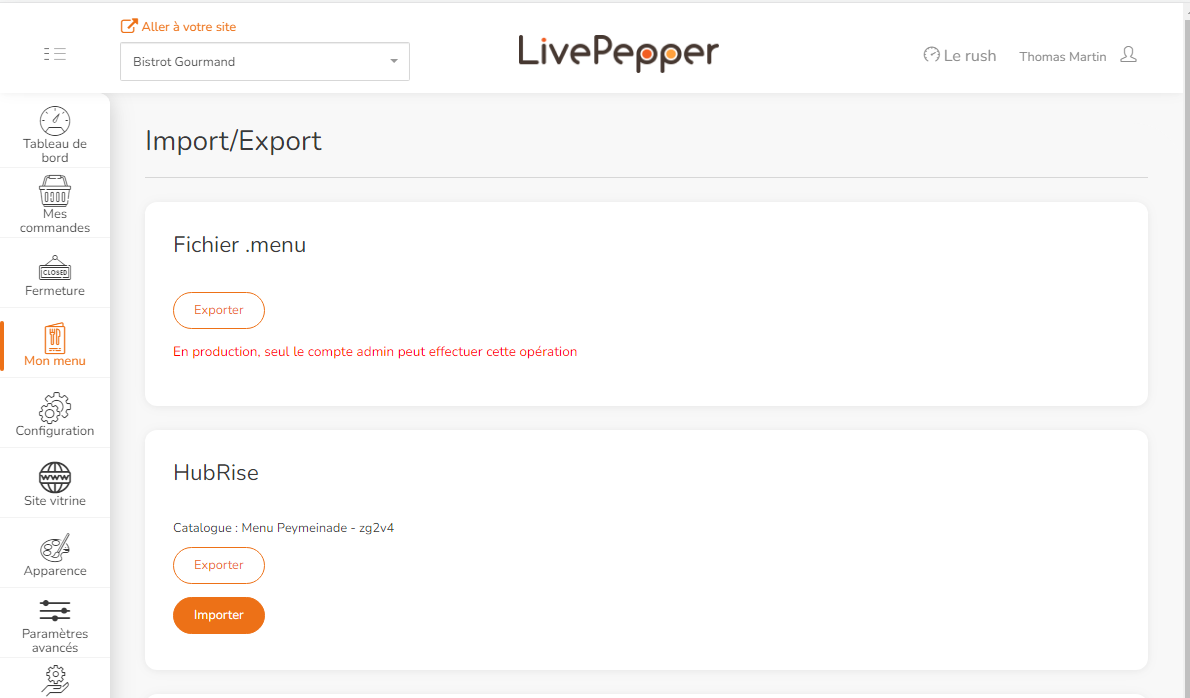 Aller à votre site
Bistrot Gourmand
LivePepper
Le rush
Thomas Martin
Tableau de
bord
Mes
commandes
CLOSED
Fermeture
Mon menu
Configuration
WWW
Site vitrine
Apparence
Paramètres
avancés
Import/Export
Fichier .menu
Exporter
En production, seul le compte admin peut effectuer cette opération
HubRise
Catalogue : Menu Peymeinade - zg2v4
Exporter
Importer